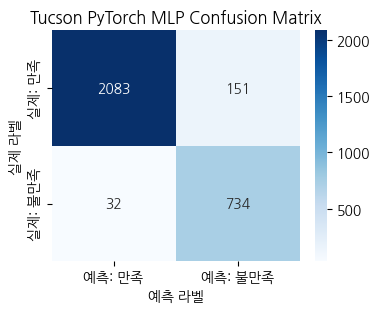 Tucson PyTorch MLP Confusion Matrix
실제 라벨
실제: 만족
실제: 불만족
2083
151
32
734
예측: 만족
예측: 불만족
예측 라벨
2000
1500
1000
500